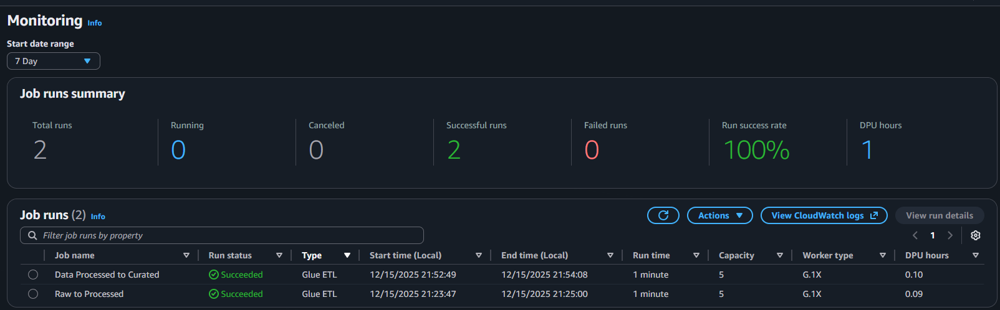 Monitoring Info
Start date range
7 Day
Job runs summary
Total runs Running Canceled Successful runs Failed runs Run success rate DPU hours
2 0 0 2 0 100% 1
Job runs (2) Info Actions View CloudWatch logs View run details
Filter job runs by property 1
Job name Run status Type Start time (Local) End time (Local) Run time Capacity Worker type DPU hours
Data Processed to Curated Succeeded Glue ETL 12/15/2025 21:52:49 12/15/2025 21:54:08 1 minute 5 G.1X 0.10
Raw to Processed Succeeded Glue ETL 12/15/2025 21:23:47 12/15/2025 21:25:00 1 minute 5 G.1X 0.09